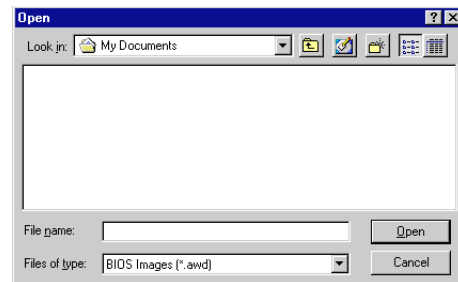 Open
Look in: My Documents
File name: Open
Files of type: BIOS Images (*.awd) Cancel